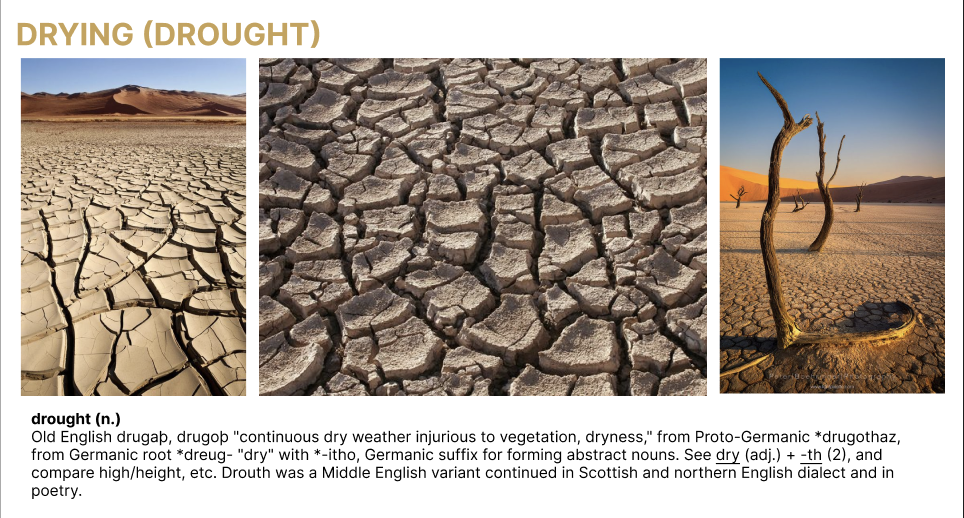 DRYING (DROUGHT)
drought (n.)
Old English drugaþ, drugoþ "continuous dry weather injurious to vegetation, dryness," from Proto-Germanic *drugothaz,
from Germanic root *dreug- "dry" with *-itho, Germanic suffix for forming abstract nouns. See dry (adj.) + -th (2), and
compare high/height, etc. Drouth was a Middle English variant continued in Scottish and northern English dialect and in
poetry.